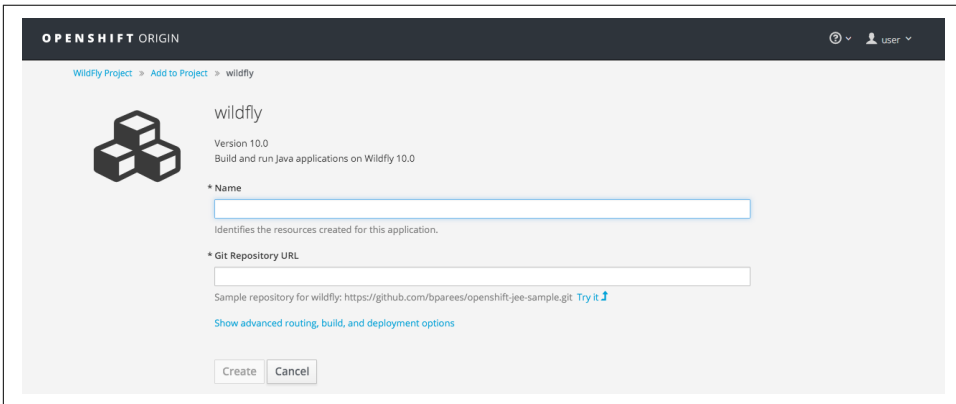 OPENSHIFT ORIGIN
user
WildFly Project » Add to Project » wildfly
wildfly
Version 10.0
Build and run Java applications on Wildfly 10.0
* Name
Identifies the resources created for this application.
* Git Repository URL
Sample repository for wildfly: https://github.com/bparees/openshift-jee-sample.git Try it
Show advanced routing, build, and deployment options
Create Cancel